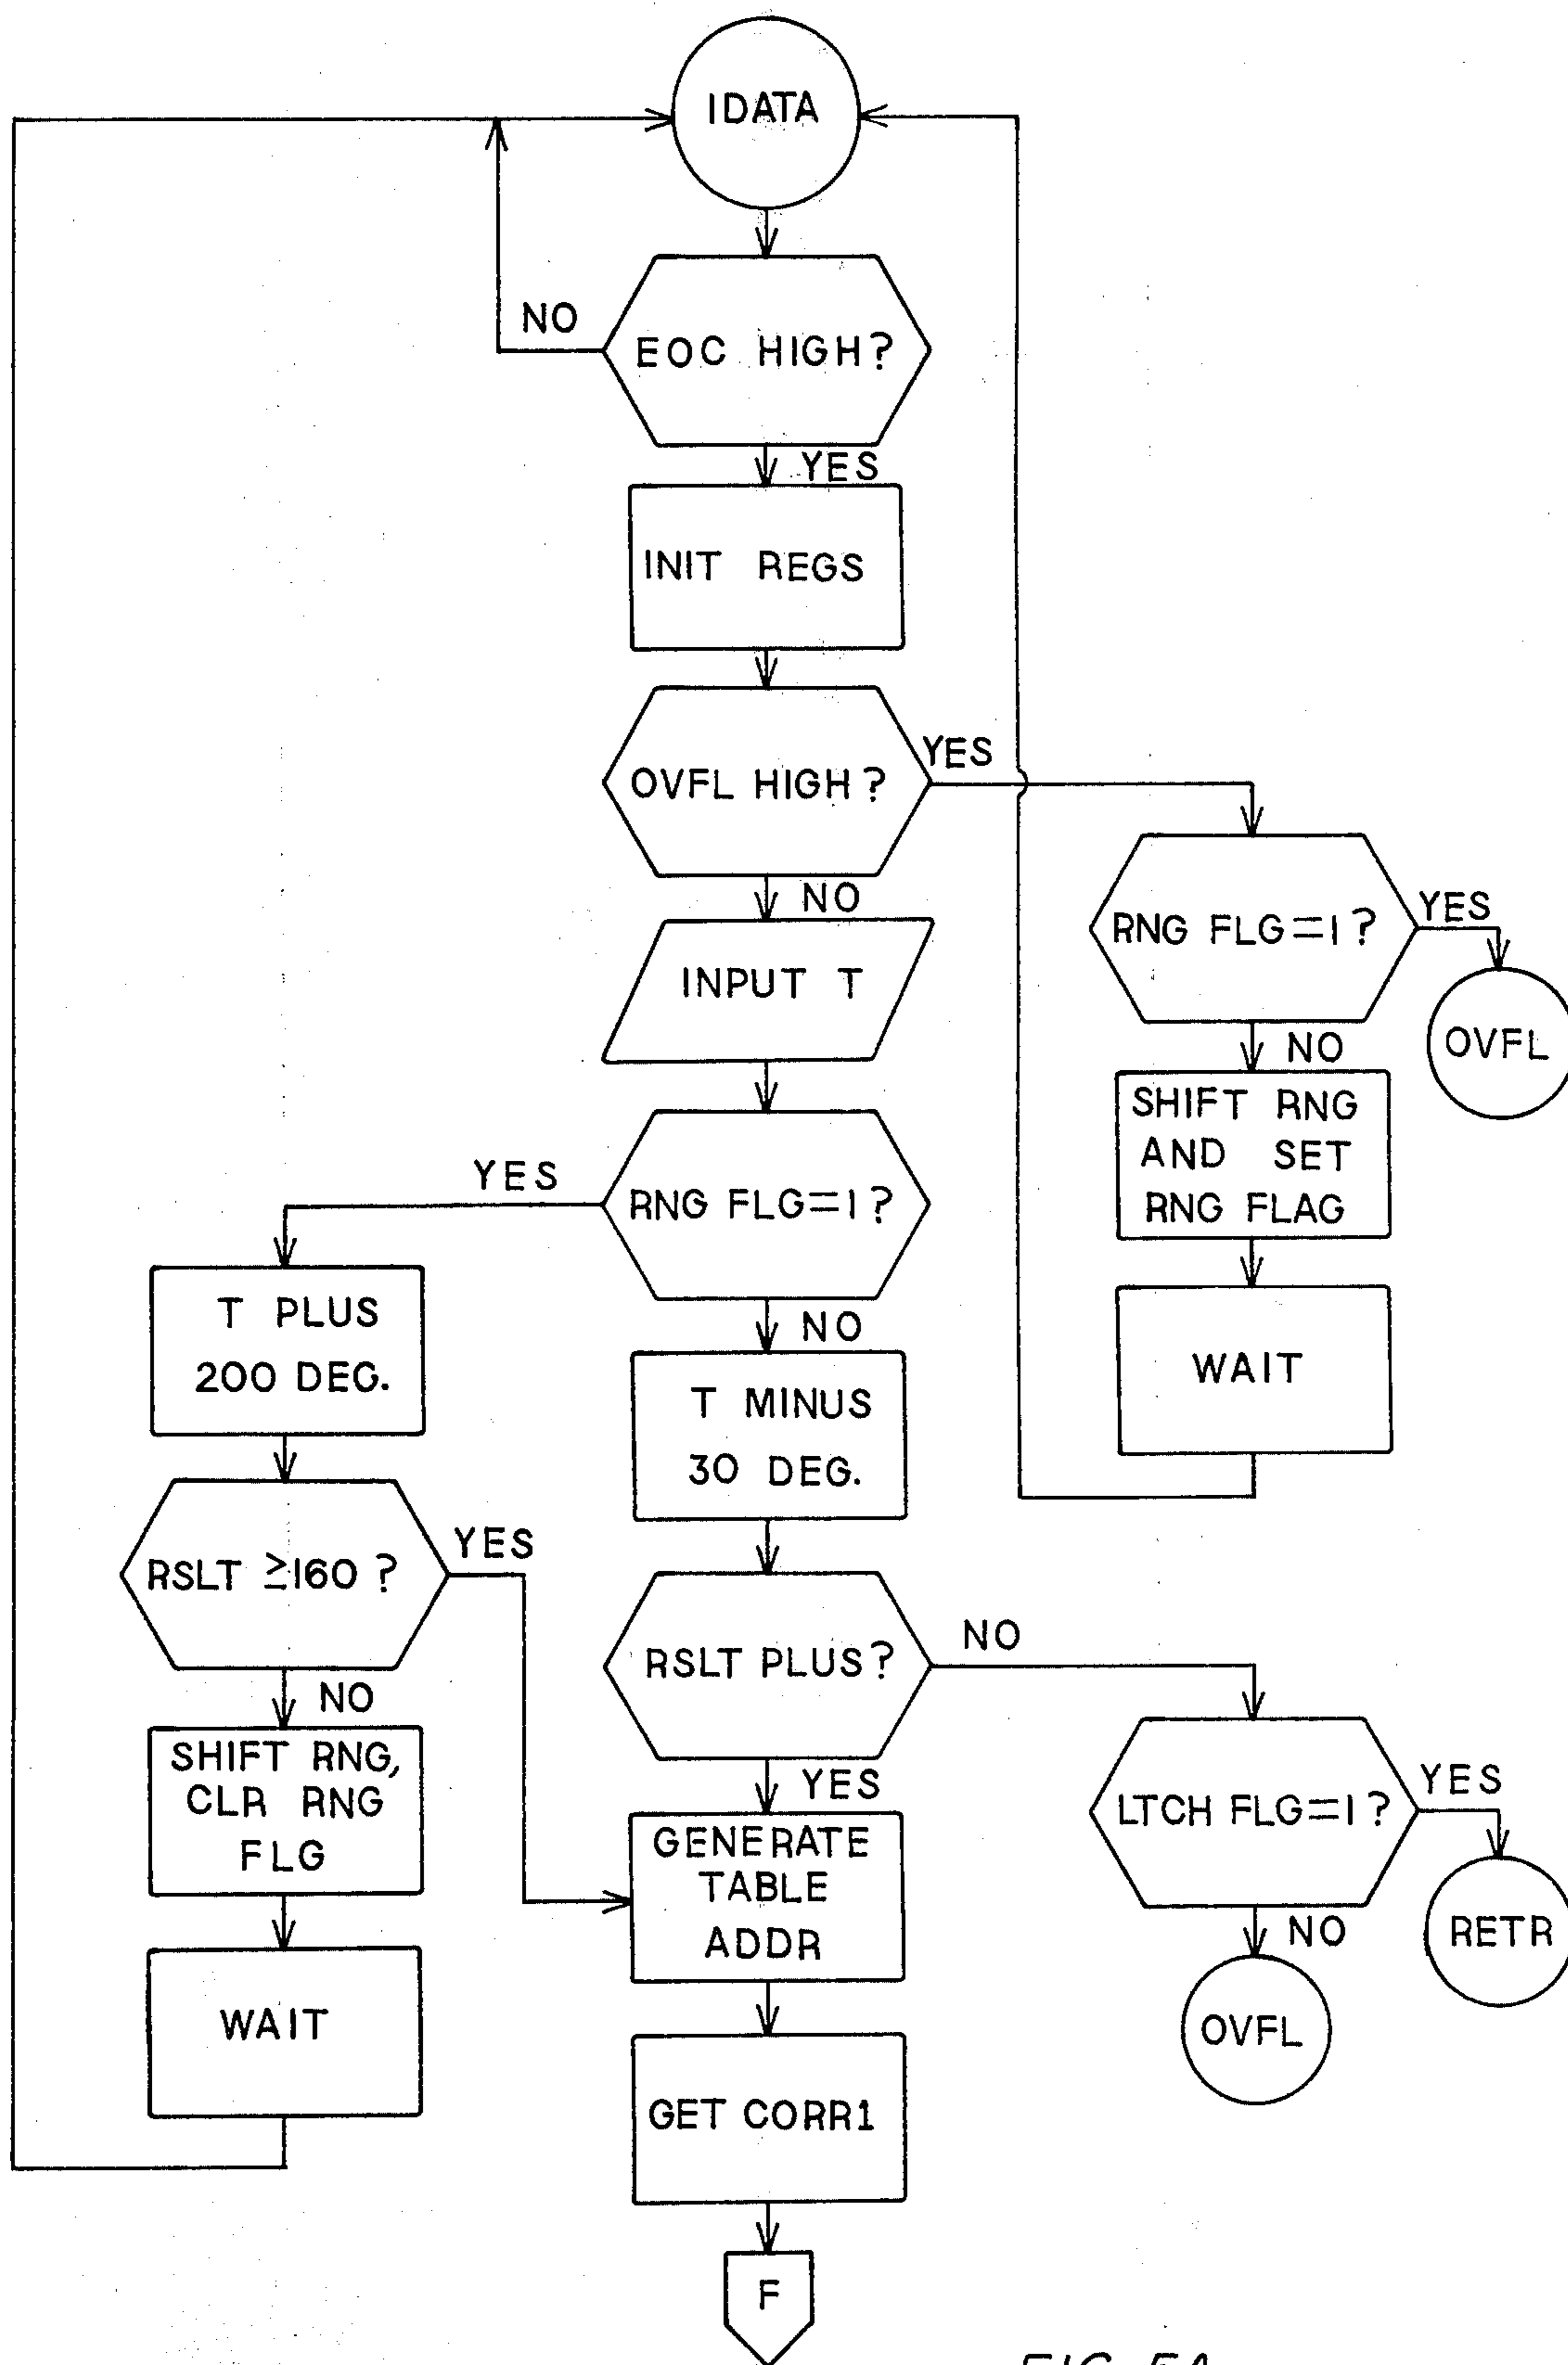 IDATA
NO
EOC HIGH?
YES
INIT REGS
OVFL HIGH?
YES
NO
INPUT T
RNG FLG=1?
YES
OVFL
NO
SHIFT RNG
AND SET
RNG FLAG
WAIT
RNG FLG=1?
YES
NO
T PLUS
200 DEG.
T MINUS
30 DEG.
RSLT ≥160?
YES
NO
SHIFT RNG,
CLR RNG
FLG
WAIT
RSLT PLUS?
NO
YES
LTCH FLG=1?
YES
RETR
NO
OVFL
GENERATE
TABLE
ADDR
GET CORR1
F
FIG. 5A